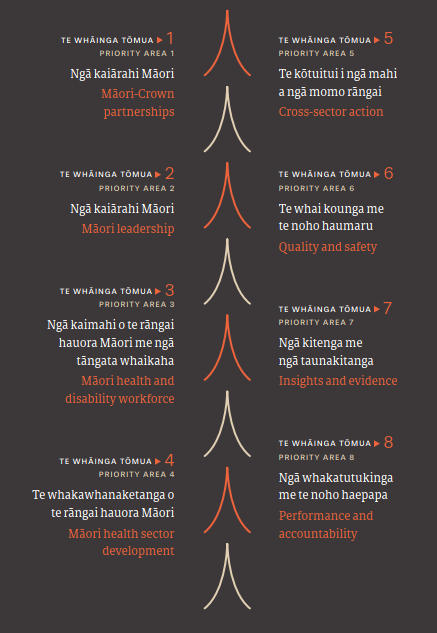 TE WHĀINGA TŌMUA ▶ 1
PRIORITY AREA 1
Ngā kaiārahi Māori
Māori-Crown
partnerships
TE WHĀINGA TŌMUA ▶ 2
PRIORITY AREA 2
Ngā kaiārahi Māori
Māori leadership
TE WHĀINGA TŌMUA ▶ 3
PRIORITY AREA 3
Ngā kaimahi o te rāngai
hauora Māori me ngā
tāngata whaikaha
Māori health and
disability workforce
TE WHĀINGA TŌMUA ▶ 4
PRIORITY AREA 4
Te whakawhanaketanga o
te rāngai hauora Māori
Māori health sector
development
TE WHĀINGA TŌMUA ▶ 5
PRIORITY AREA 5
Te kōtuitui i ngā mahi
a ngā momo rāngai
Cross-sector action
TE WHĀINGA TŌMUA ▶ 6
PRIORITY AREA 6
Te whai kounga me
te noho haumaru
Quality and safety
TE WHĀINGA TŌMUA ▶ 7
PRIORITY AREA 7
Ngā kitenga me
ngā taunakitanga
Insights and evidence
TE WHĀINGA TŌMUA ▶ 8
PRIORITY AREA 8
Ngā whakatutukinga
me te noho haepapa
Performance and
accountability